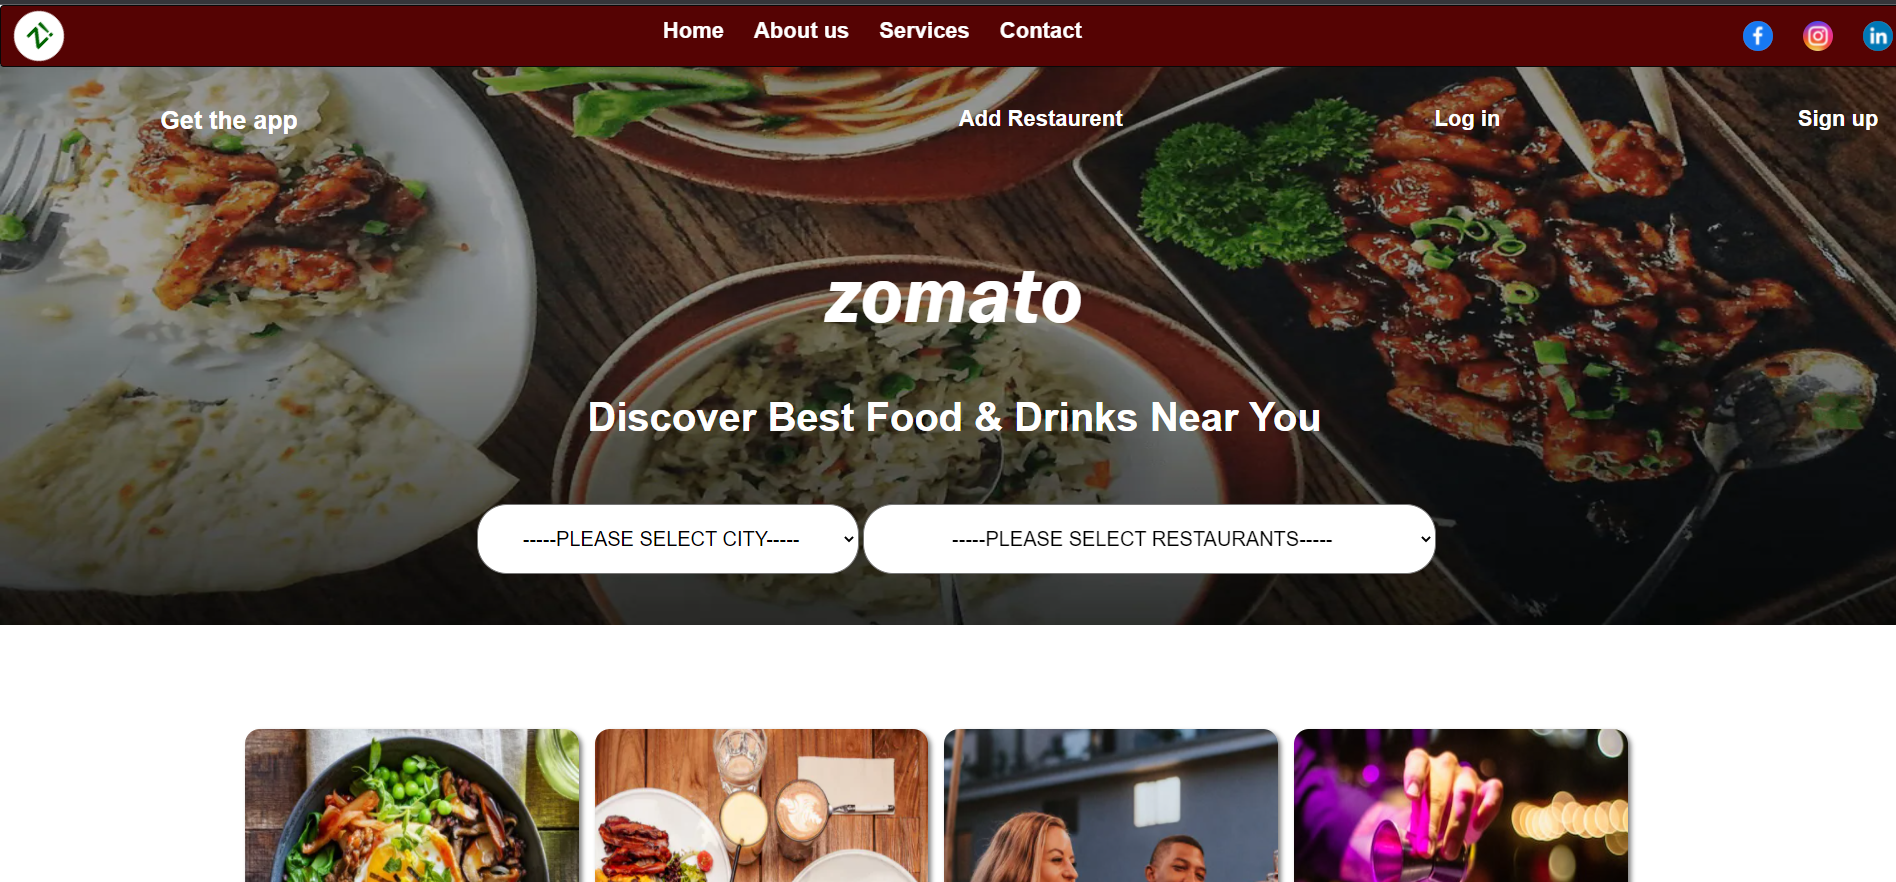 Home About us Services Contact
Get the app Add Restaurent Log in Sign up
zomato
Discover Best Food & Drinks Near You
-----PLEASE SELECT CITY----- -----PLEASE SELECT RESTAURANTS-----